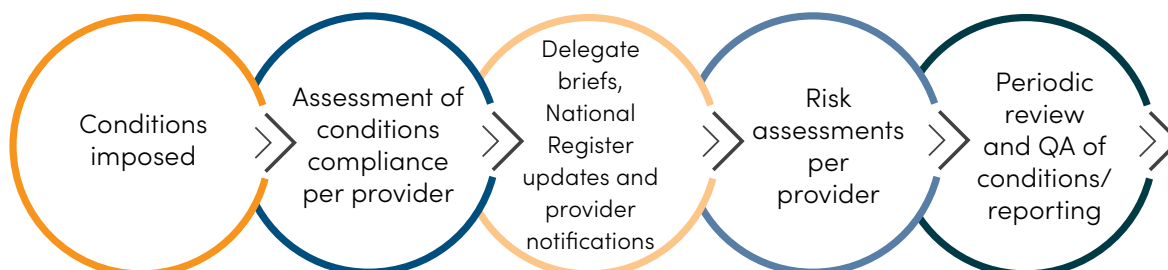 Conditions
imposed
Assessment of
conditions
compliance
per provider
Delegate
briefs,
National
Register
updates and
provider
notifications
Risk
assessments
per
provider
Periodic
review
and QA of
conditions/
reporting